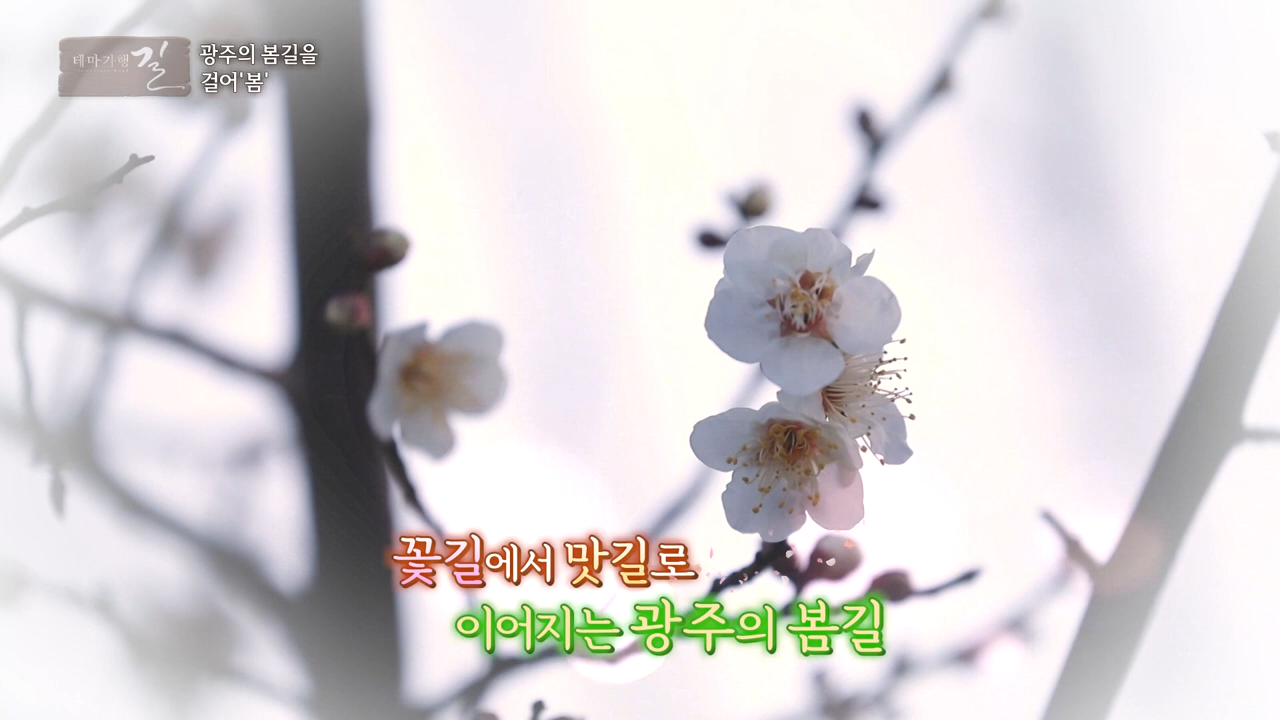 테마기행 길
광주의 봄길을
걸어'봄'
꽃길에서 맛길로
이어지는 광주의 봄길